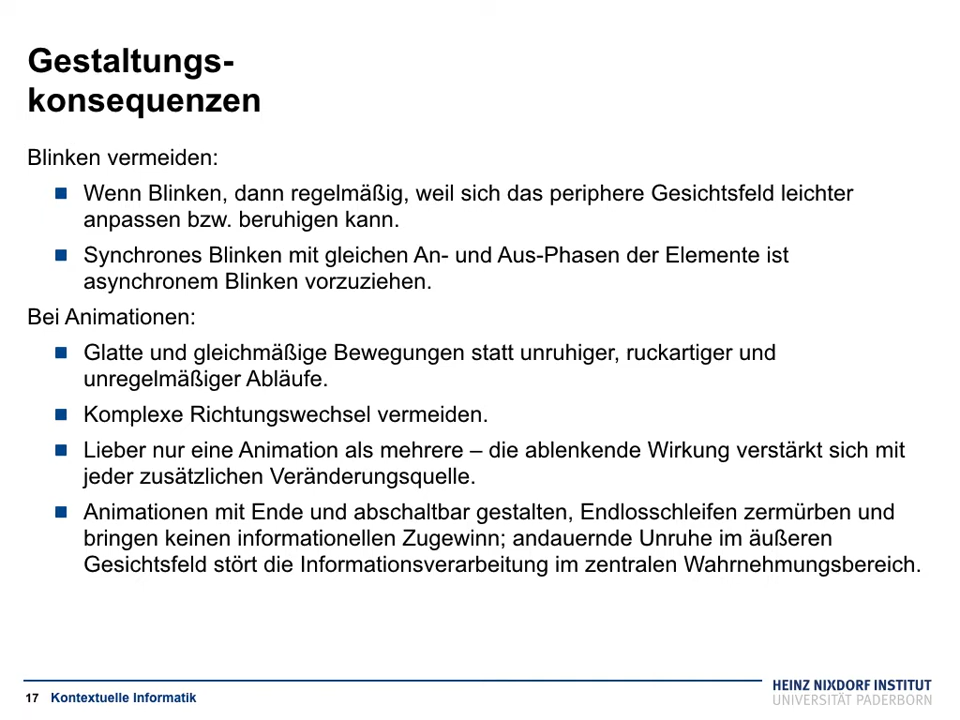 Gestaltungs-
konsequenzen
Blinken vermeiden:
Wenn Blinken, dann regelmäßig, weil sich das periphere Gesichtsfeld leichter
anpassen bzw. beruhigen kann.
Synchrones Blinken mit gleichen An- und Aus-Phasen der Elemente ist
asynchronem Blinken vorzuziehen.
Bei Animationen:
Glatte und gleichmäßige Bewegungen statt unruhiger, ruckartiger und
unregelmäßiger Abläufe.
Komplexe Richtungswechsel vermeiden.
Lieber nur eine Animation als mehrere – die ablenkende Wirkung verstärkt sich mit
jeder zusätzlichen Veränderungsquelle.
Animationen mit Ende und abschaltbar gestalten, Endlosschleifen zermürben und
bringen keinen informationellen Zugewinn; andauernde Unruhe im äußeren
Gesichtsfeld stört die Informationsverarbeitung im zentralen Wahrnehmungsbereich.
17 Kontextuelle Informatik
HEINZ NIXDORF INSTITUT
UNIVERSITÄT PADERBORN